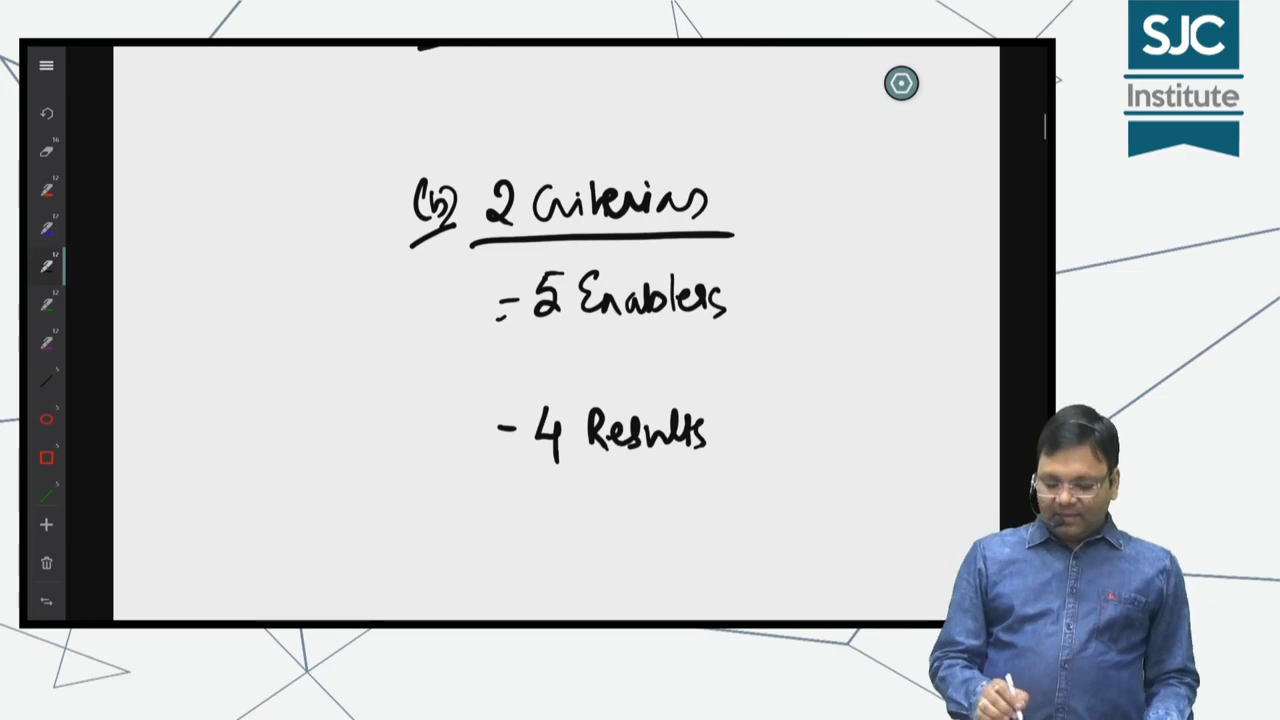 SJC
Institute
(b) 2 Criterias
= 5 Enablers
- 4 Results